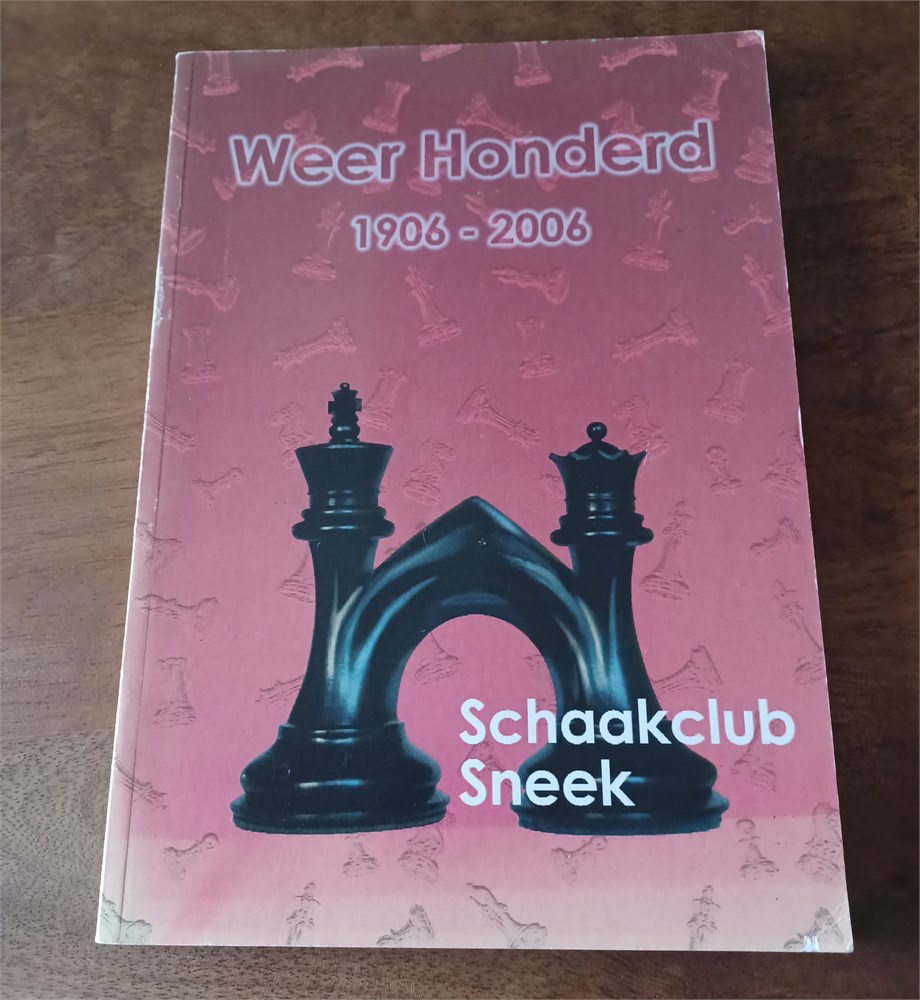 Weer Honderd
1906 - 2006
Schaakclub
Sneek